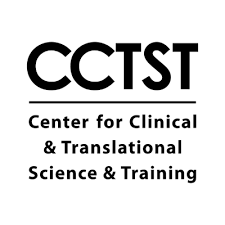 CCTST
Center for Clinical
& Translational
Science & Training